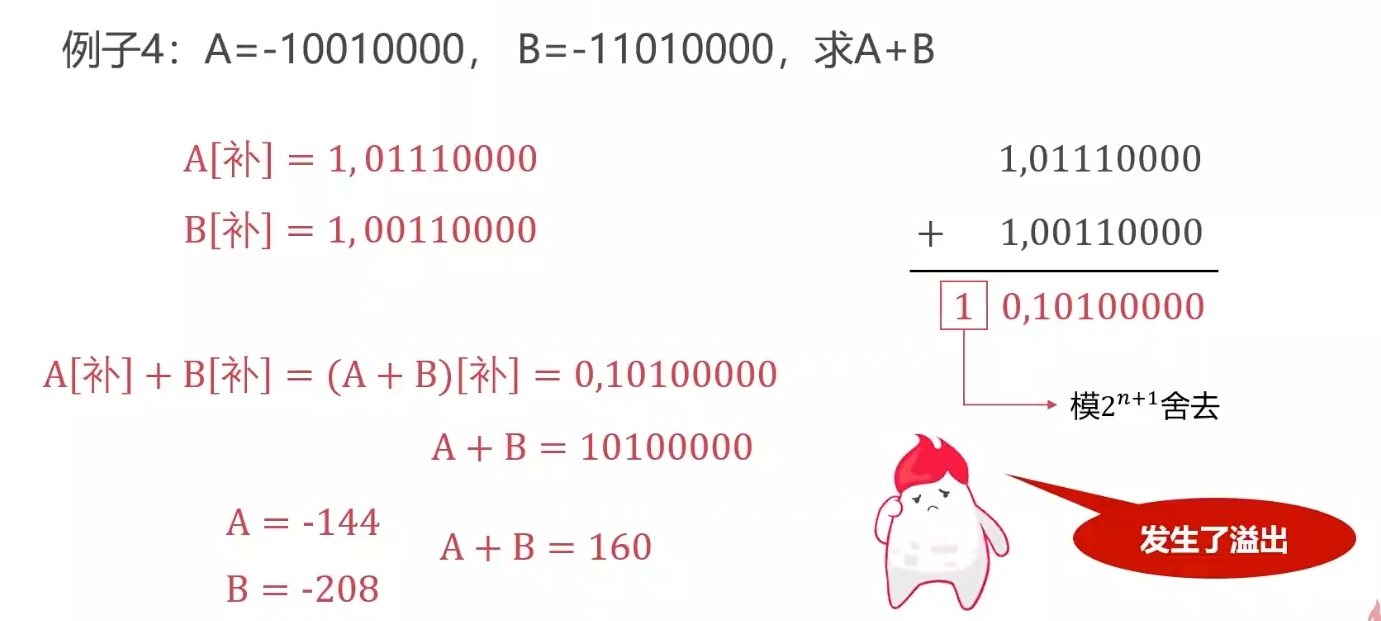 例子4：A=-10010000， B=-11010000，求A+B
A[补] = 1, 01110000
B[补] = 1, 00110000
1,01110000
+ 1,00110000
1 0,10100000
模2ⁿ⁺¹舍去
A[补] + B[补] = (A + B)[补] = 0,10100000
A + B = 10100000
A = -144
B = -208
A + B = 160
发生了溢出